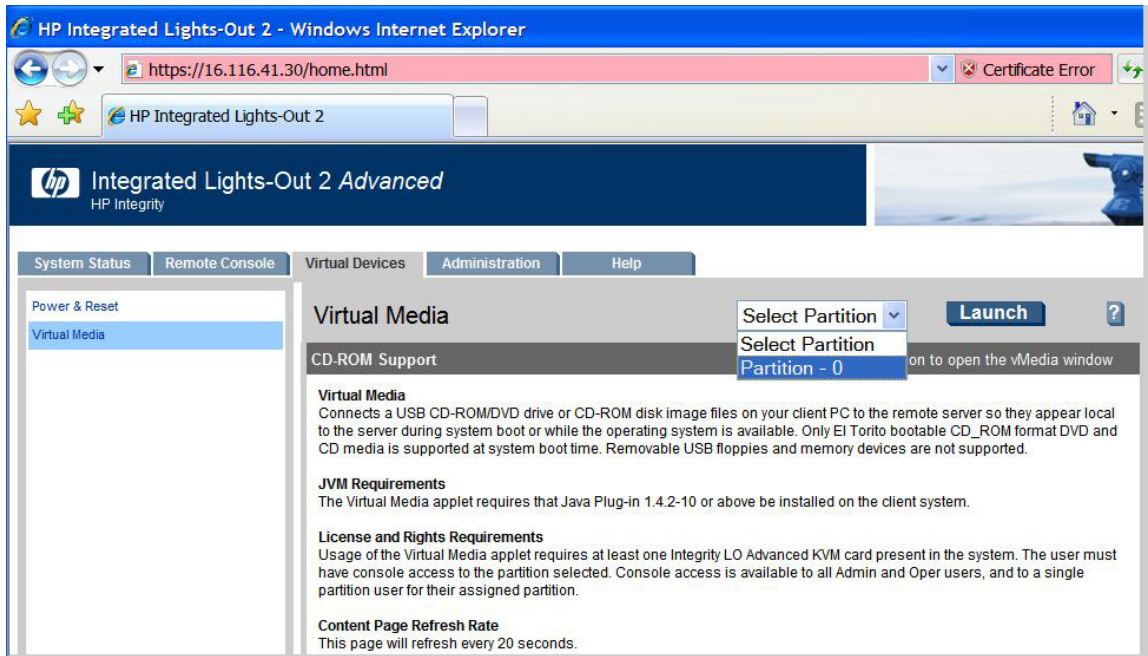 HP Integrated Lights-Out 2 - Windows Internet Explorer
https://16.116.41.30/home.html
Certificate Error
HP Integrated Lights-Out 2
hp
Integrated Lights-Out 2 Advanced
HP Integrity
System Status
Remote Console
Virtual Devices
Administration
Help
Power & Reset
Virtual Media
Virtual Media
Select Partition
Launch
?
Select Partition
Partition - 0
CD-ROM Support
on to open the vMedia window
Virtual Media
Connects a USB CD-ROM/DVD drive or CD-ROM disk image files on your client PC to the remote server so they appear local
to the server during system boot or while the operating system is available. Only El Torito bootable CD_ROM format DVD and
CD media is supported at system boot time. Removable USB floppies and memory devices are not supported.
JVM Requirements
The Virtual Media applet requires that Java Plug-in 1.4.2-10 or above be installed on the client system.
License and Rights Requirements
Usage of the Virtual Media applet requires at least one Integrity LO Advanced KVM card present in the system. The user must
have console access to the partition selected. Console access is available to all Admin and Oper users, and to a single
partition user for their assigned partition.
Content Page Refresh Rate
This page will refresh every 20 seconds.